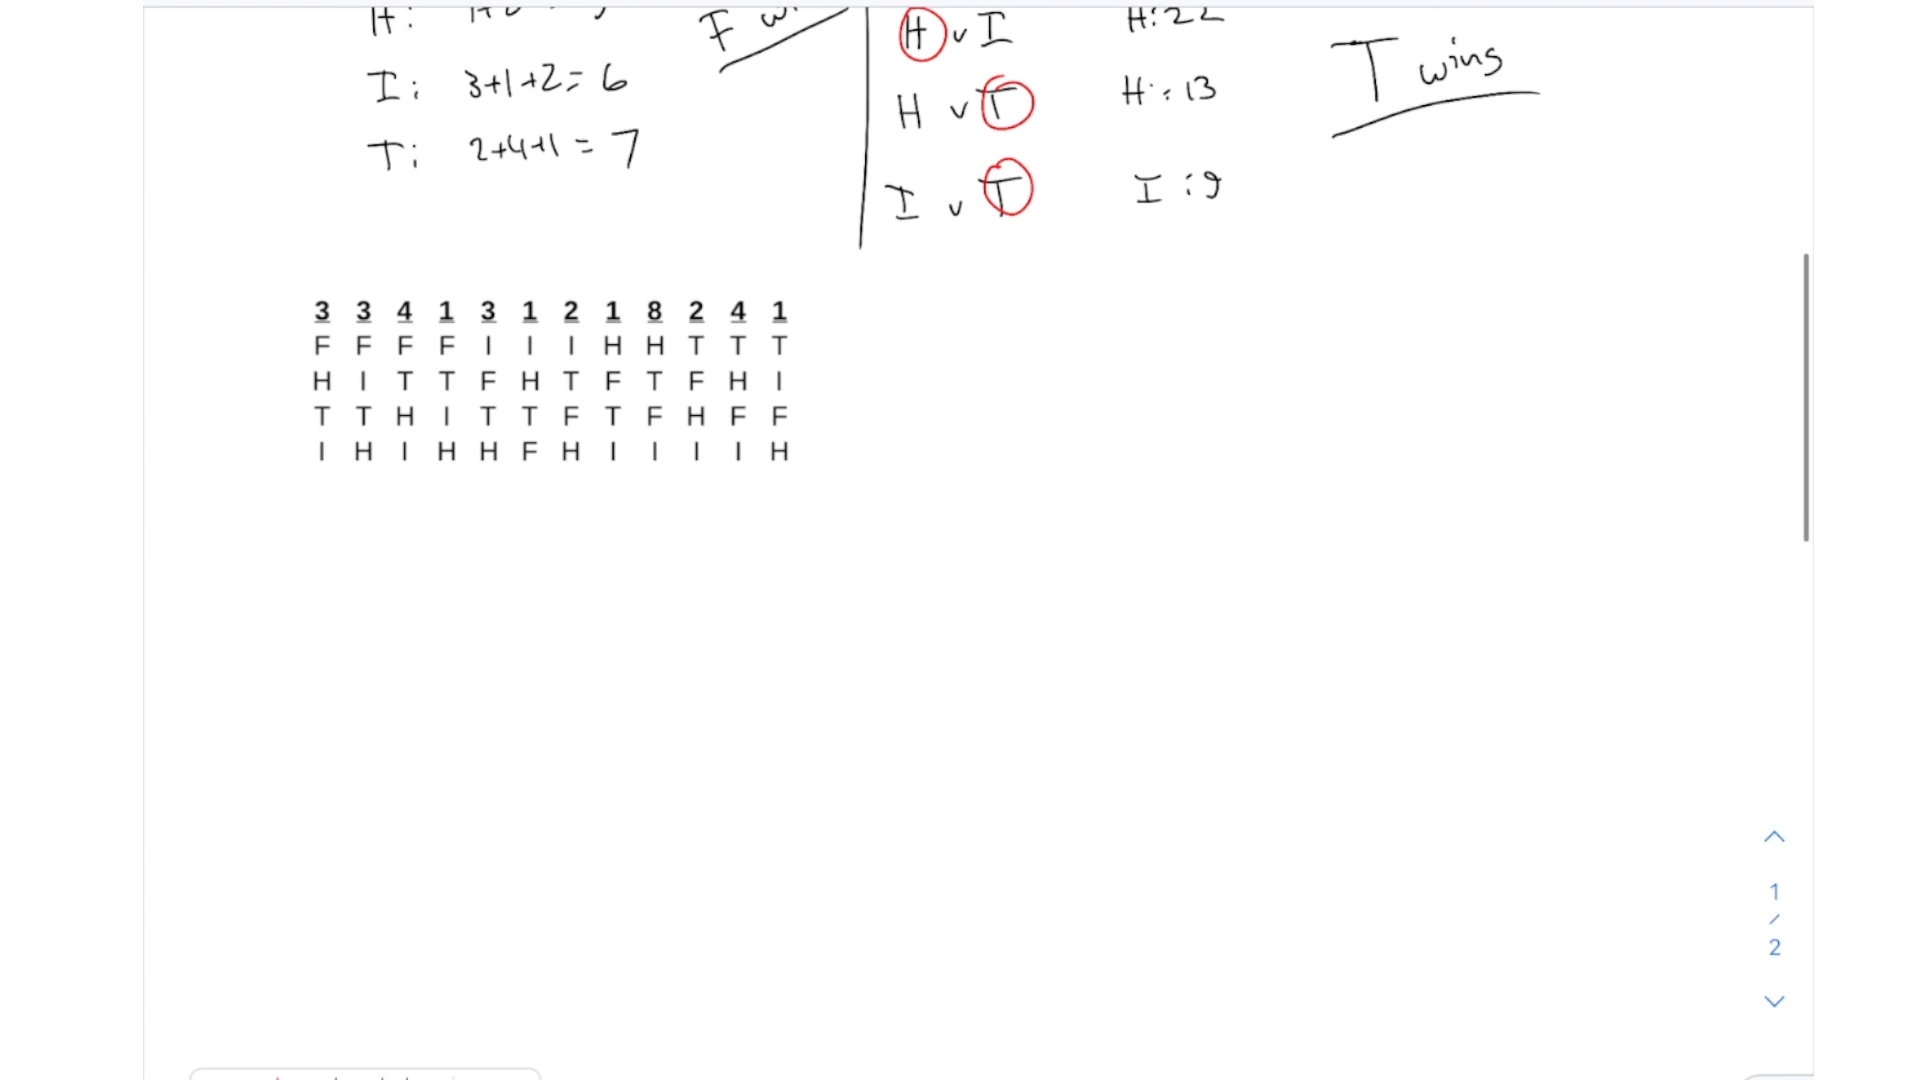 F
H v I
H:22
T wins
I: 3+1+2= 6
H v T
H: 13
T: 2+4+1 = 7
I v T
I : 9
3 3 4 1 3 1 2 1 8 2 4 1
F F F F I I I H H T T T
H I T T F H T F T F H I
T T H I T T F T F H F F
I H I H H F H I I I I H
1
/
2